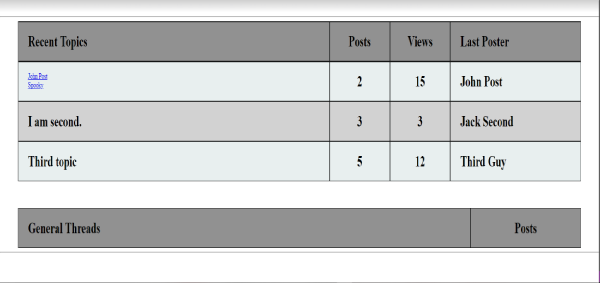 Recent Topics Posts Views Last Poster
John Post
Spooky
2 15 John Post
I am second. 3 3 Jack Second
Third topic 5 12 Third Guy
General Threads Posts